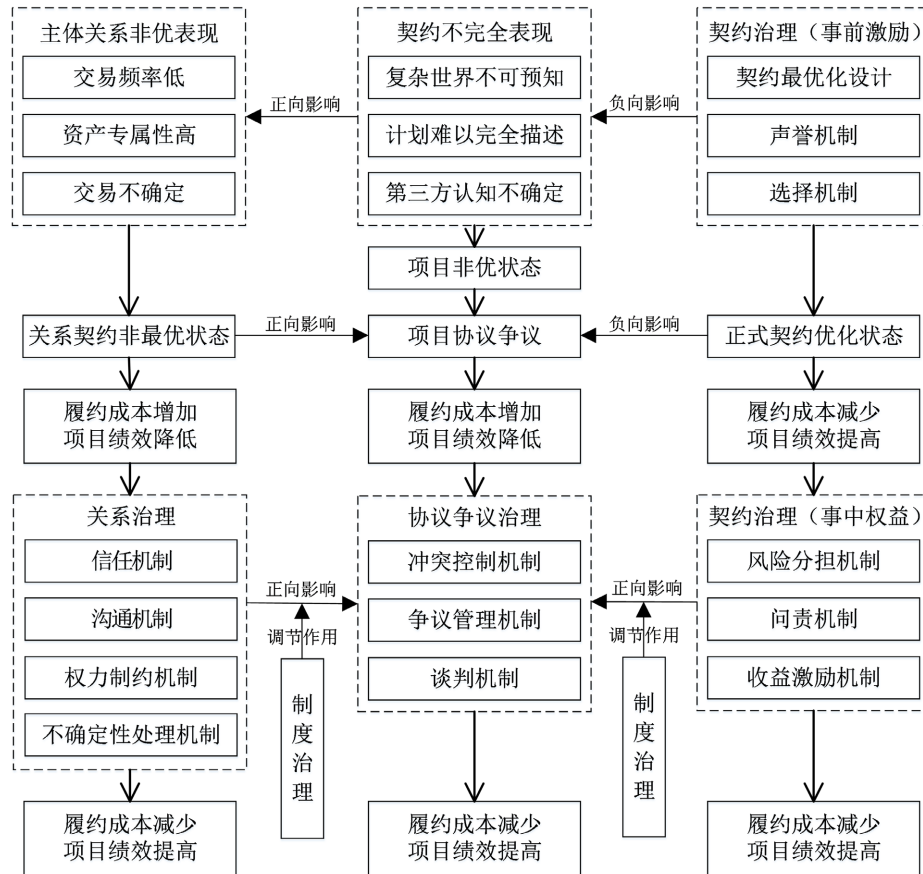 主体关系非优表现
交易频率低
资产专属性高
交易不确定
正向影响
契约不完全表现
复杂世界不可预知
计划难以完全描述
第三方认知不确定
负向影响
契约治理（事前激励）
契约最优化设计
声誉机制
选择机制
项目非优状态
关系契约非最优状态
正向影响
项目协议争议
负向影响
正式契约优化状态
履约成本增加
项目绩效降低
履约成本增加
项目绩效降低
履约成本减少
项目绩效提高
关系治理
信任机制
沟通机制
权力制约机制
不确定性处理机制
正向影响
调节作用
制度治理
协议争议治理
冲突控制机制
争议管理机制
谈判机制
正向影响
调节作用
制度治理
契约治理（事中权益）
风险分担机制
问责机制
收益激励机制
履约成本减少
项目绩效提高
履约成本减少
项目绩效提高
履约成本减少
项目绩效提高